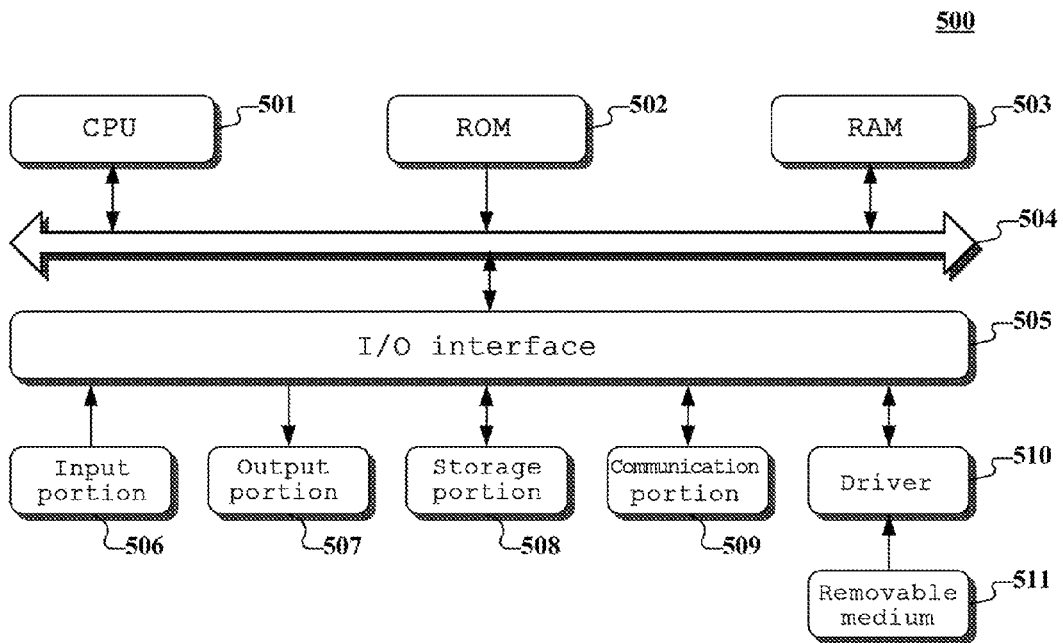 500
CPU
501
ROM
502
RAM
503
504
I/O interface
505
Input
portion
506
Output
portion
507
Storage
portion
508
Communication
portion
509
Driver
510
Removable
medium
511